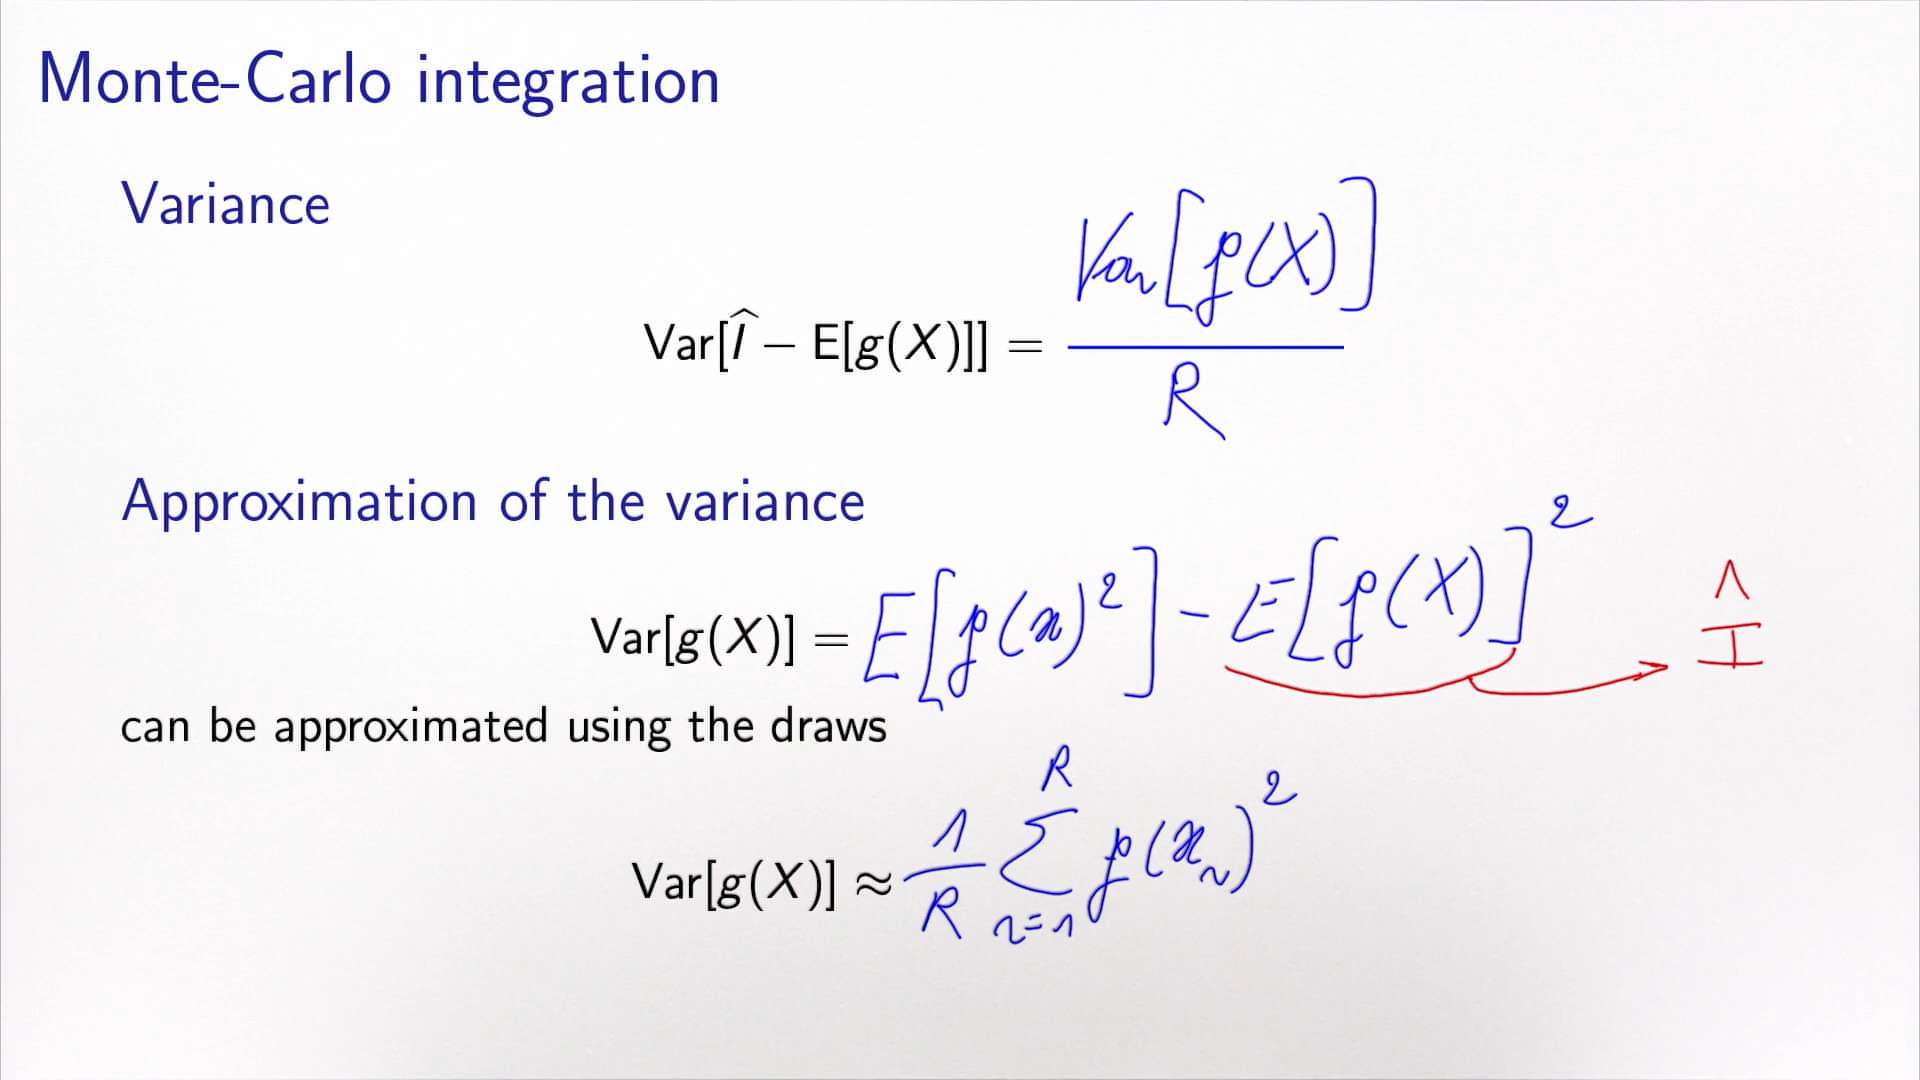 Monte-Carlo integration
Variance
Var[Î − E[g(X)]] = Var[g(X)] / R
Approximation of the variance
Var[g(X)] = E[g(x)²] − E[g(X)]² Î
can be approximated using the draws
Var[g(X)] ≈ 1/R ∑_{r=1}^{R} g(x_r)²